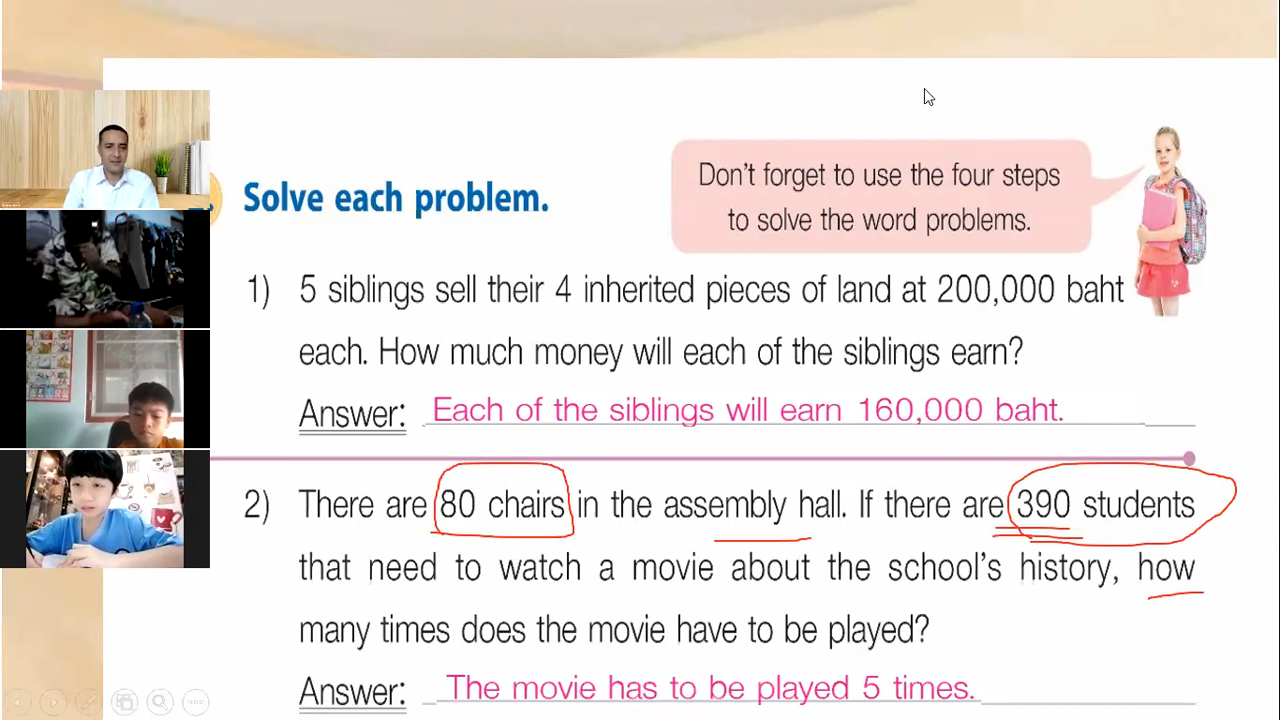 Solve each problem.
Don't forget to use the four steps
to solve the word problems.
1) 5 siblings sell their 4 inherited pieces of land at 200,000 baht
each. How much money will each of the siblings earn?
Answer: Each of the siblings will earn 160,000 baht.
2) There are 80 chairs in the assembly hall. If there are 390 students
that need to watch a movie about the school's history, how
many times does the movie have to be played?
Answer: The movie has to be played 5 times.